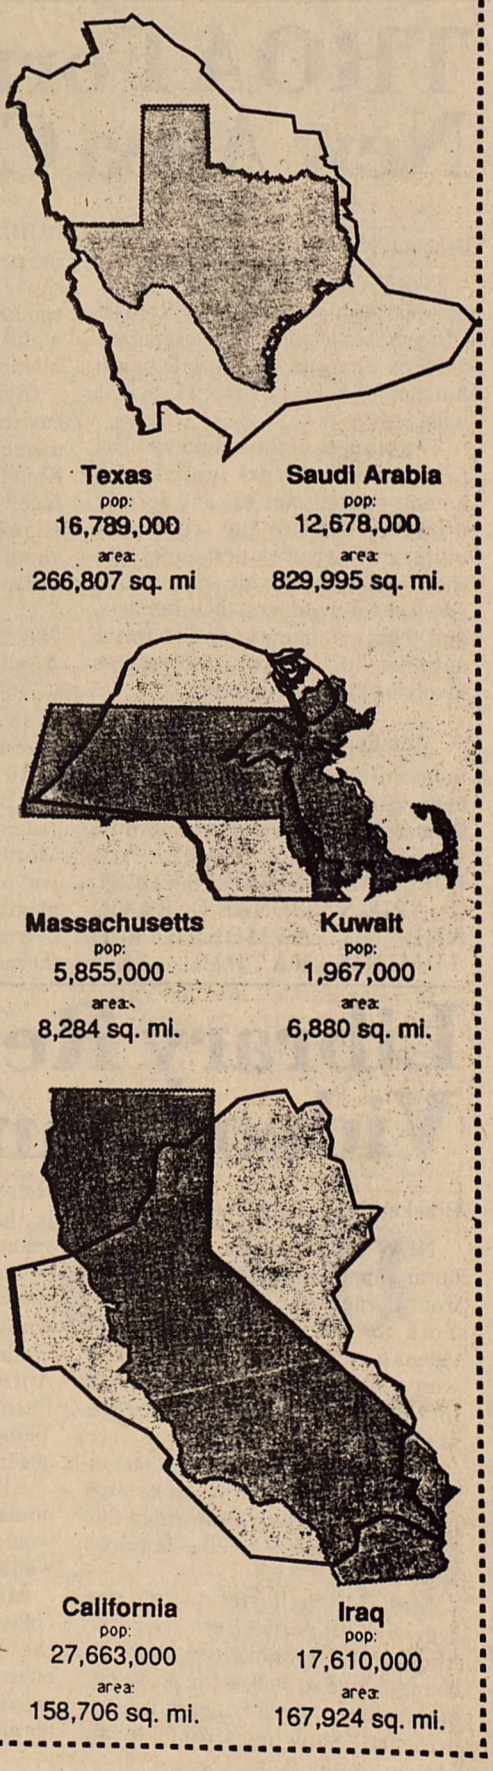 Texas
pop:
16,789,000
area:
266,807 sq. mi
Saudi Arabia
pop:
12,678,000
area:
829,995 sq. mi.
Massachusetts
pop:
5,855,000
area:
8,284 sq. mi.
Kuwait
pop:
1,967,000
area:
6,880 sq. mi.
California
pop:
27,663,000
area:
158,706 sq. mi.
Iraq
pop:
17,610,000
area:
167,924 sq. mi.